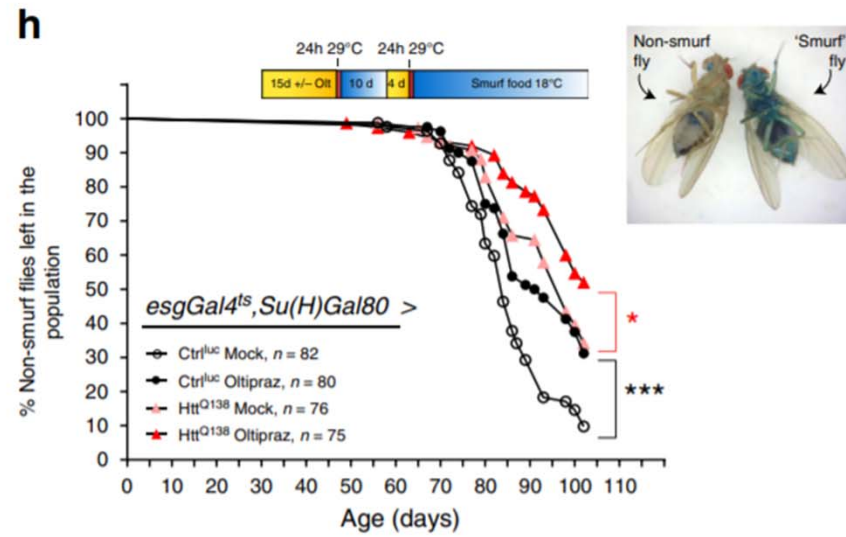 h
24h 29°C 24h 29°C
15d +/– Olt 10 d 4 d Smurf food 18°C
Non-smurf
fly
'Smurf'
fly
% Non-smurf flies left in the
population
100
90
80
70
60
50
40
30
20
10
0
esgGal4ᵗˢ,Su(H)Gal80 >
Ctrlˡᵘᶜ Mock, n = 82
Ctrlˡᵘᶜ Oltipraz, n = 80
Httᵠ¹³⁸ Mock, n = 76
Httᵠ¹³⁸ Oltipraz, n = 75
*
***
0 10 20 30 40 50 60 70 80 90 100 110
Age (days)